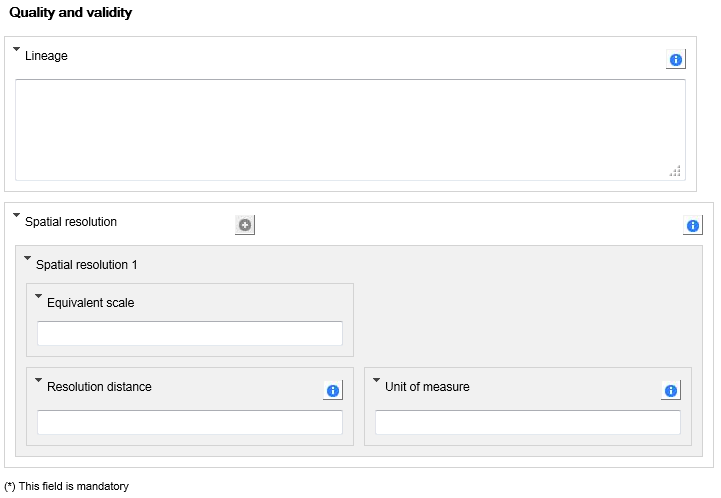 Quality and validity
Lineage
Spatial resolution
Spatial resolution 1
Equivalent scale
Resolution distance
Unit of measure
(*) This field is mandatory